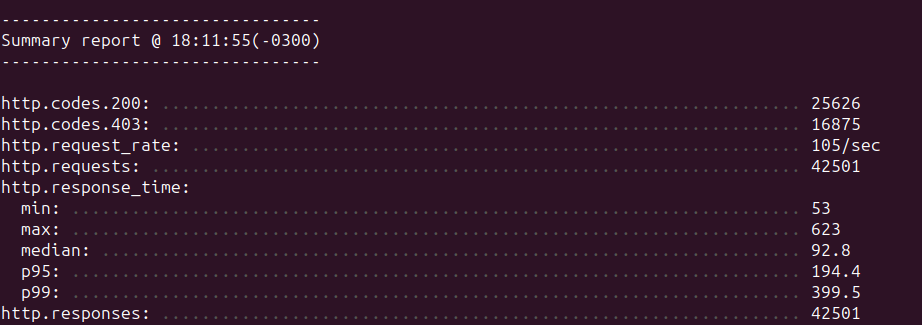 --------------------------------
Summary report @ 18:11:55(-0300)
--------------------------------
http.codes.200: ................................................................ 25626
http.codes.403: ................................................................ 16875
http.request_rate: ............................................................. 105/sec
http.requests: ................................................................. 42501
http.response_time:
  min: ......................................................................... 53
  max: ......................................................................... 623
  median: ...................................................................... 92.8
  p95: ......................................................................... 194.4
  p99: ......................................................................... 399.5
http.responses: ................................................................ 42501